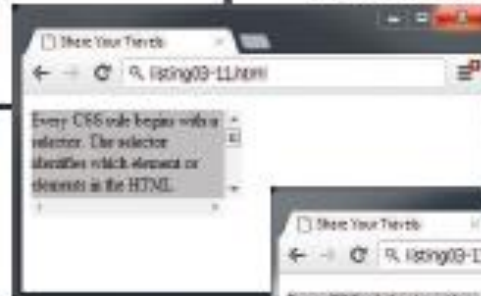 Share Your Travels
listing03-11.html
Every CSS rule begins with a
selector. The selector
identifies which element or
elements in the HTML
Share Your Travels
listing03-1